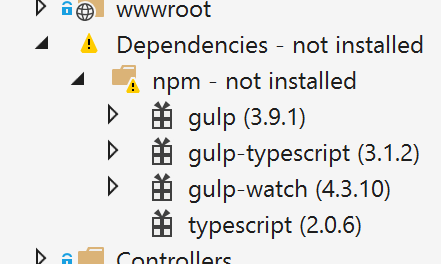 wwwroot
Dependencies - not installed
npm - not installed
gulp (3.9.1)
gulp-typescript (3.1.2)
gulp-watch (4.3.10)
typescript (2.0.6)
Controllers